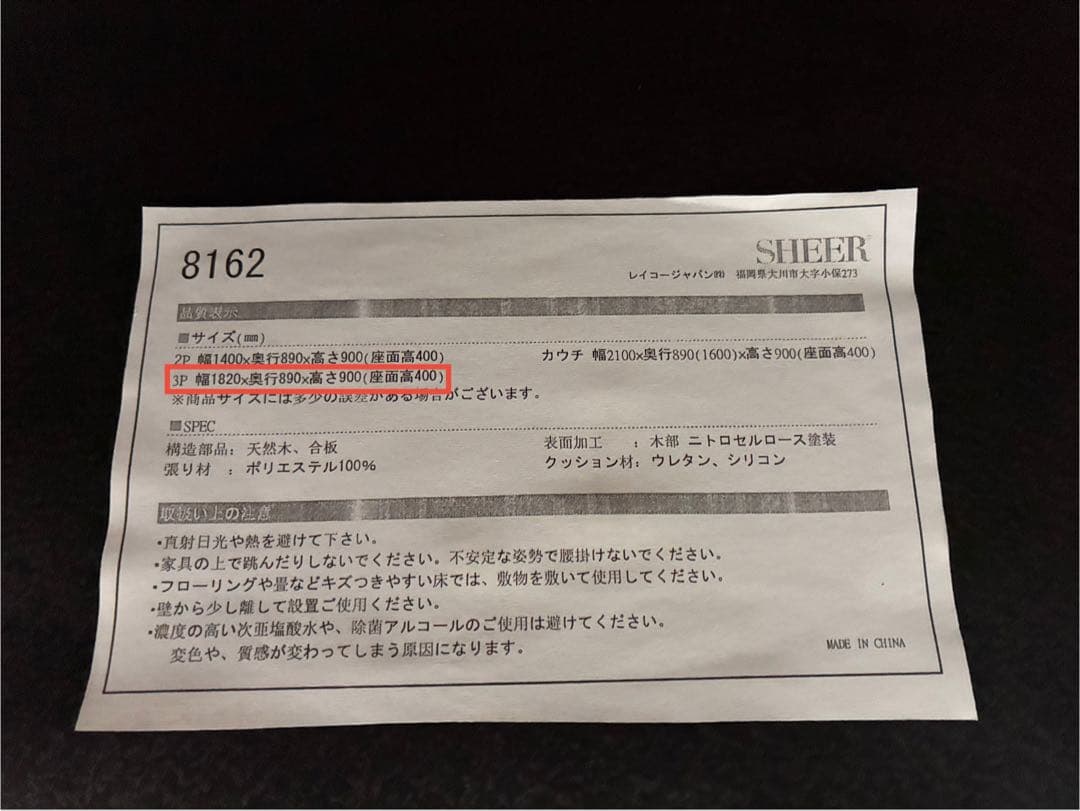 8162
SHEER
レイコージャパン㈱ 福岡県大川市大字小保273
品質表示
■サイズ(㎜)
2P 幅1400×奥行890×高さ900(座面高400) カウチ 幅2100×奥行890(1600)×高さ900(座面高400)
3P 幅1820×奥行890×高さ900(座面高400)
※商品サイズには多少の誤差がある場合がございます。
■SPEC
構造部品: 天然木、合板 表面加工 : 木部 ニトロセルロース塗装
張り材 : ポリエステル100% クッション材: ウレタン、シリコン
取扱い上の注意
・直射日光や熱を避けて下さい。
・家具の上で跳んだりしないでください。不安定な姿勢で腰掛けないでください。
・フローリングや畳などキズつきやすい床では、敷物を敷いて使用してください。
・壁から少し離して設置ご使用ください。
・濃度の高い次亜塩酸水や、除菌アルコールのご使用は避けてください。
変色や、質感が変わってしまう原因になります。
MADE IN CHINA